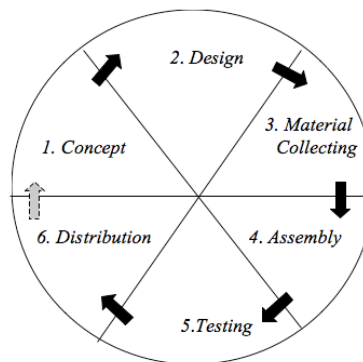 2. Design
3. Material
Collecting
1. Concept
6. Distribution
4. Assembly
5.Testing